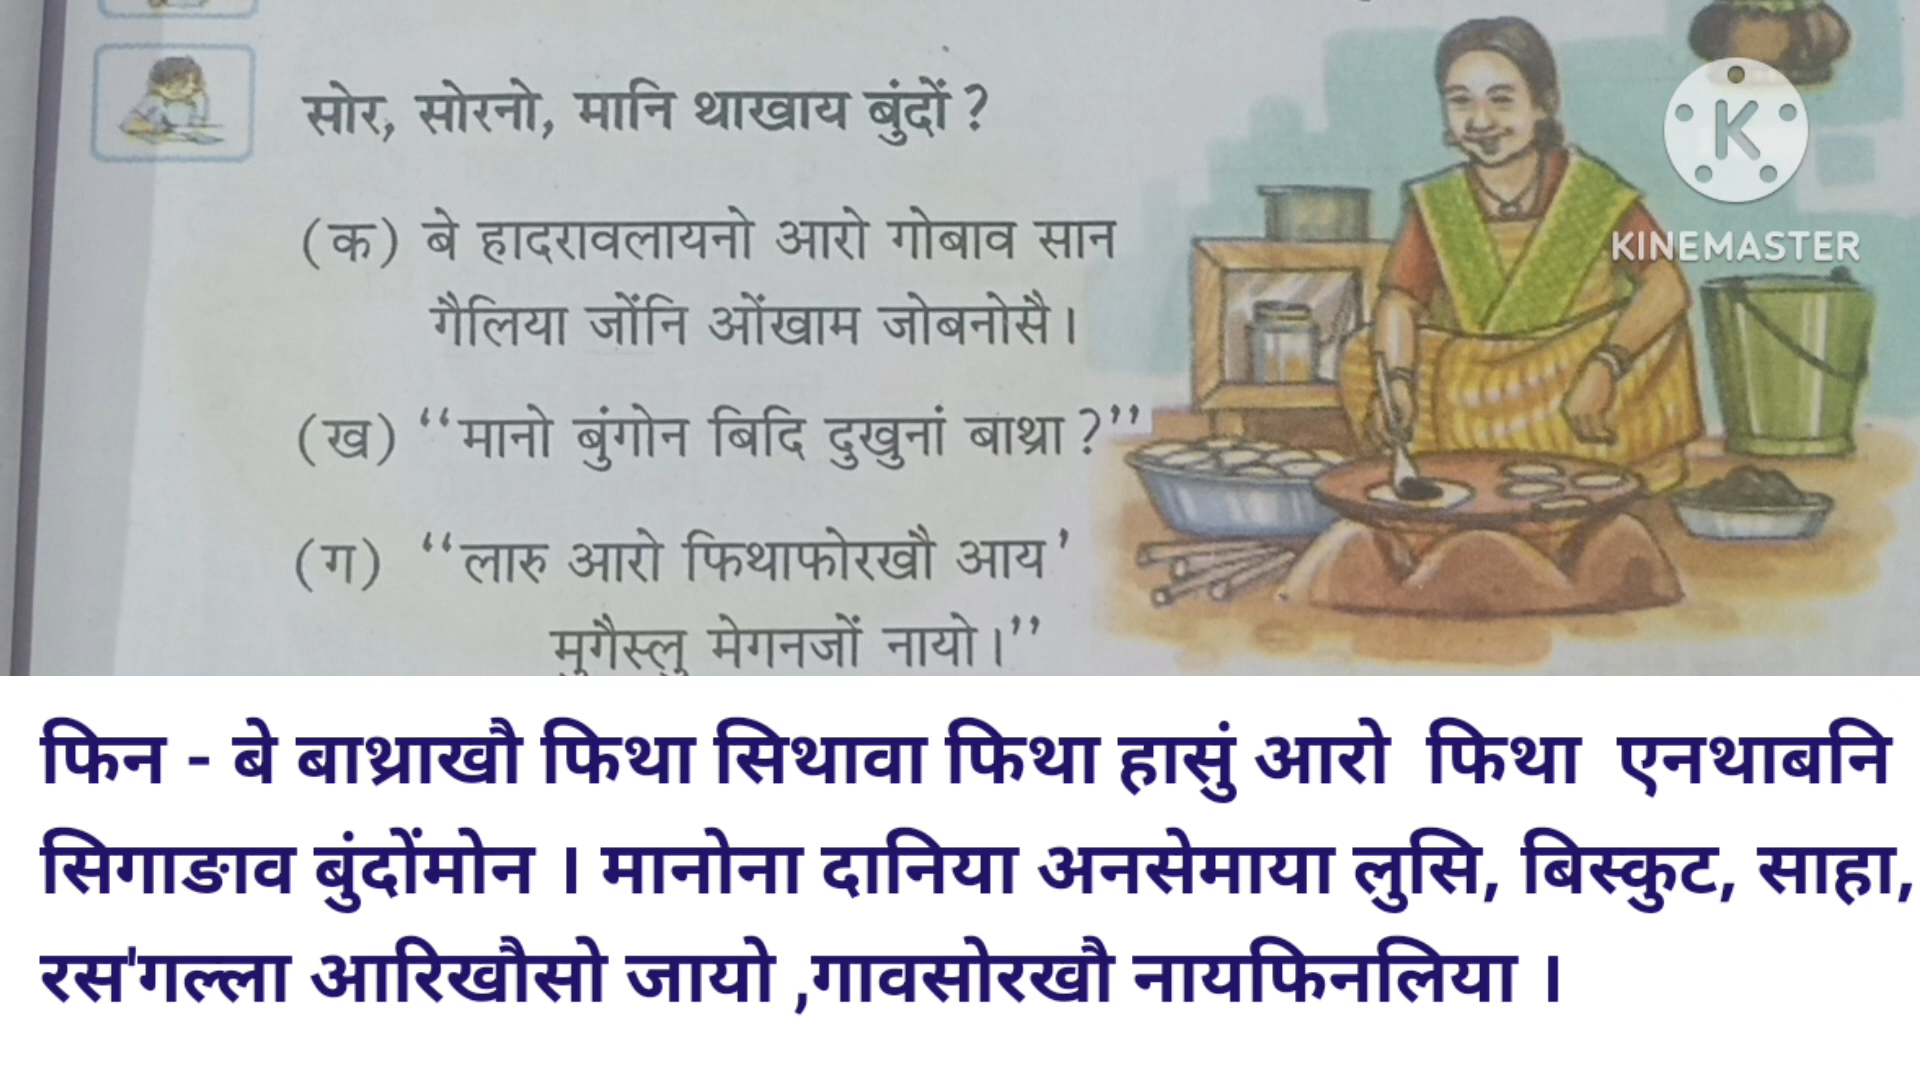 सोर, सोरनो, मानि थाखाय बुंदों ?
(क) बे हादरावलायनो आरो गोबाव सान
गैलिया जोंनि ओंखाम जोबनोसै।
(ख) “मानो बुंगोन बिदि दुखुनां बाथ्रा ?”
(ग) “लारु आरो फिथाफोरखौ आय'
मुगैस्लु मेगनजों नायो।”
K
KINEMASTER
फिन - बे बाथ्राखौ फिथा सिथावा फिथा हासुं आरो फिथा एनथाबनि
सिगाङाव बुंदोंमोन । मानोना दानिया अनसेमाया लुसि, बिस्कुट, साहा,
रस'गल्ला आरिखौसो जायो ,गावसोरखौ नायफिनलिया ।